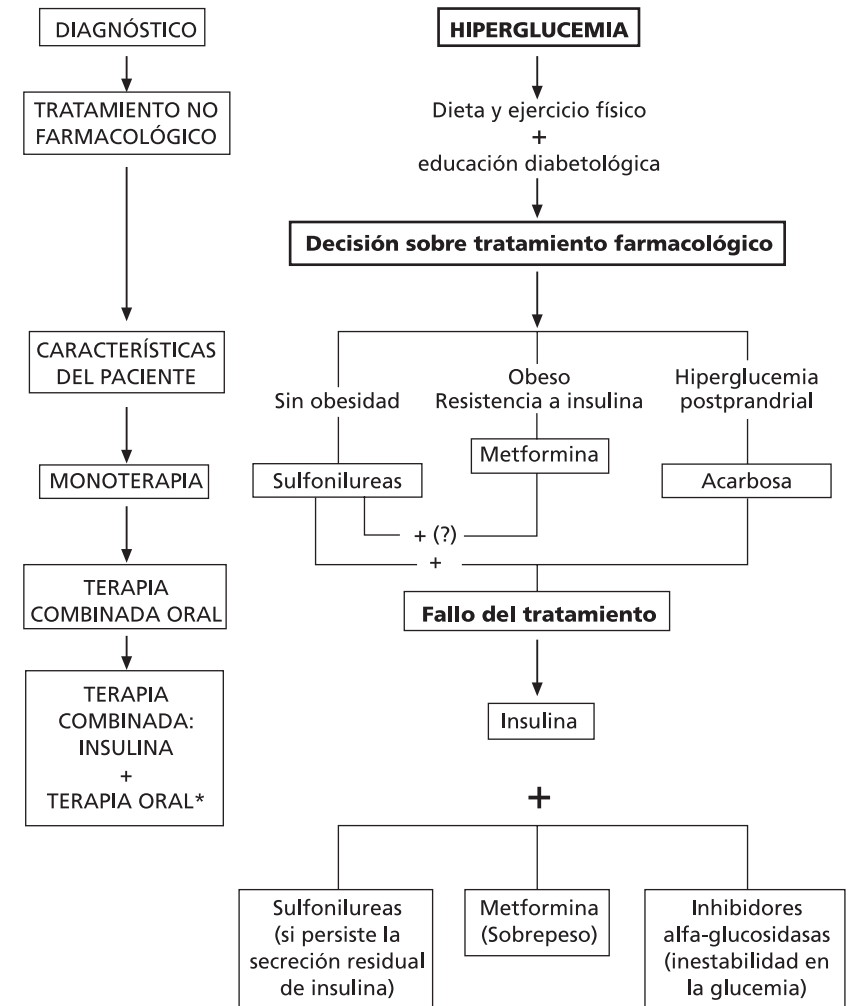 DIAGNÓSTICO
TRATAMIENTO NO
FARMACOLÓGICO
CARACTERÍSTICAS
DEL PACIENTE
MONOTERAPIA
TERAPIA
COMBINADA ORAL
TERAPIA
COMBINADA:
INSULINA
+
TERAPIA ORAL*
HIPERGLUCEMIA
Dieta y ejercicio físico
+
educación diabetológica
Decisión sobre tratamiento farmacológico
Sin obesidad
Obeso
Resistencia a insulina
Hiperglucemia
postprandrial
Sulfonilureas
Metformina
Acarbosa
+ (?)
+
Fallo del tratamiento
Insulina
+
Sulfonilureas
(si persiste la
secreción residual
de insulina)
Metformina
(Sobrepeso)
Inhibidores
alfa-glucosidasas
(inestabilidad en
la glucemia)